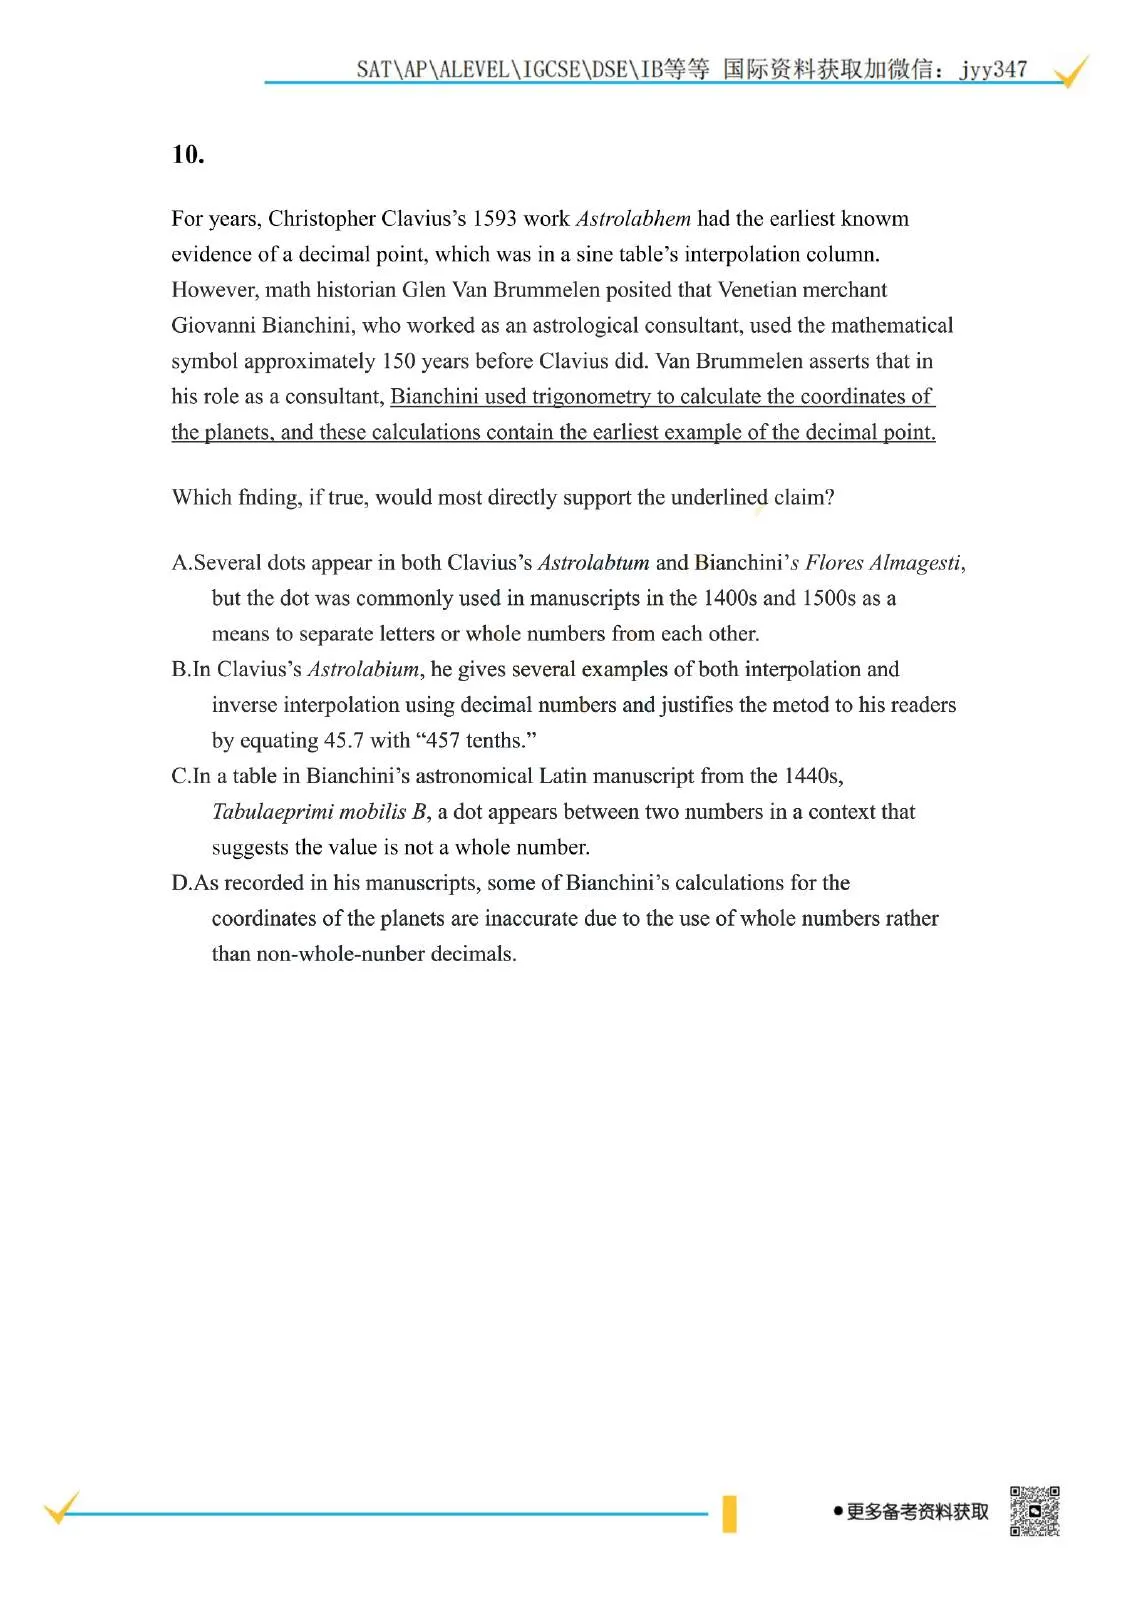 SAT\AP\ALEVEL\IGCSE\DSE\IB等等 国际资料获取加微信：jyy347
10.
For years, Christopher Clavius’s 1593 work Astrolabhem had the earliest knowm
evidence of a decimal point, which was in a sine table’s interpolation column.
However, math historian Glen Van Brummelen posited that Venetian merchant
Giovanni Bianchini, who worked as an astrological consultant, used the mathematical
symbol approximately 150 years before Clavius did. Van Brummelen asserts that in
his role as a consultant, Bianchini used trigonometry to calculate the coordinates of
the planets, and these calculations contain the earliest example of the decimal point.
Which fnding, if true, would most directly support the underlined claim?
A.Several dots appear in both Clavius’s Astrolabtum and Bianchini’s Flores Almagesti,
but the dot was commonly used in manuscripts in the 1400s and 1500s as a
means to separate letters or whole numbers from each other.
B.In Clavius’s Astrolabium, he gives several examples of both interpolation and
inverse interpolation using decimal numbers and justifies the metod to his readers
by equating 45.7 with “457 tenths.”
C.In a table in Bianchini’s astronomical Latin manuscript from the 1440s,
Tabulaeprimi mobilis B, a dot appears between two numbers in a context that
suggests the value is not a whole number.
D.As recorded in his manuscripts, some of Bianchini’s calculations for the
coordinates of the planets are inaccurate due to the use of whole numbers rather
than non-whole-nunber decimals.
●更多备考资料获取